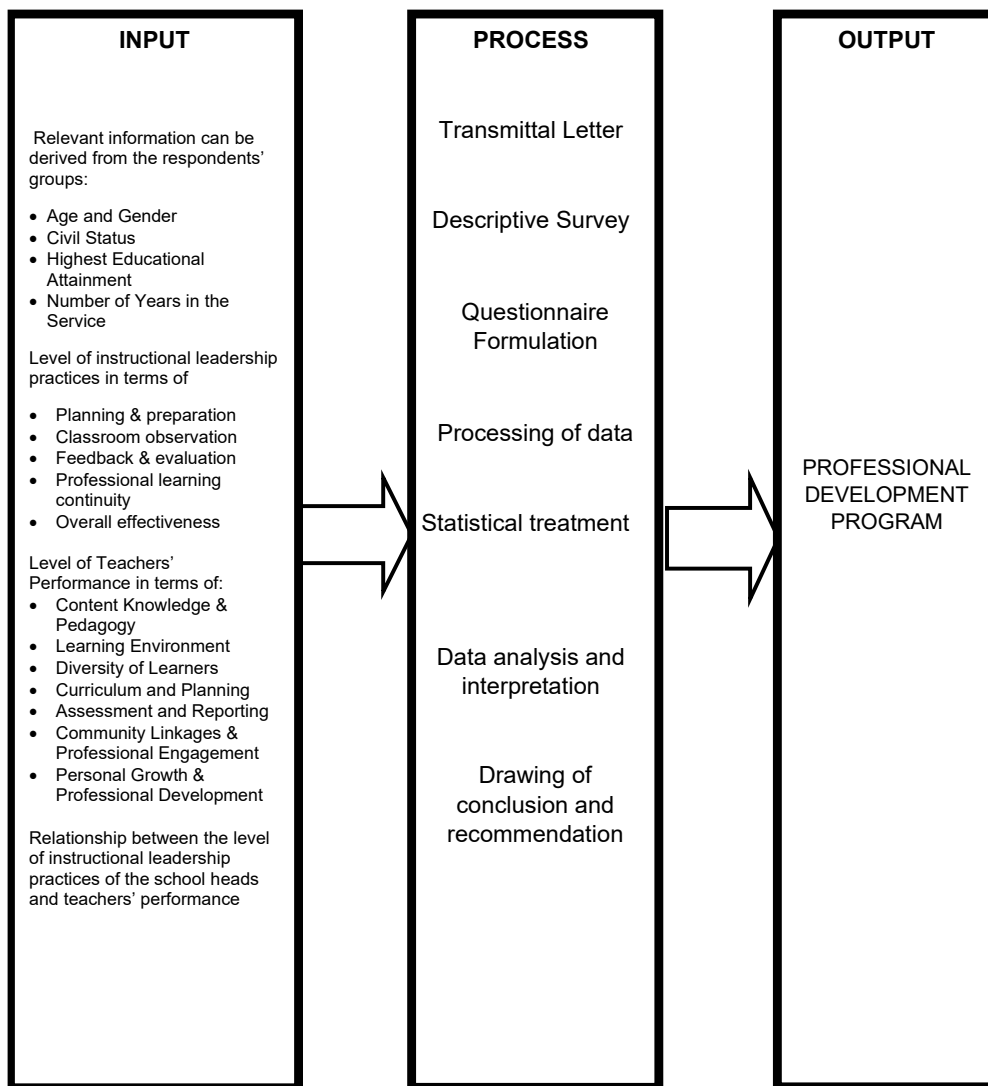 INPUT
Relevant information can be
derived from the respondents’
groups:
• Age and Gender
• Civil Status
• Highest Educational
Attainment
• Number of Years in the
Service
Level of instructional leadership
practices in terms of
• Planning & preparation
• Classroom observation
• Feedback & evaluation
• Professional learning
continuity
• Overall effectiveness
Level of Teachers’
Performance in terms of:
• Content Knowledge &
Pedagogy
• Learning Environment
• Diversity of Learners
• Curriculum and Planning
• Assessment and Reporting
• Community Linkages &
Professional Engagement
• Personal Growth &
Professional Development
Relationship between the level
of instructional leadership
practices of the school heads
and teachers’ performance
PROCESS
Transmittal Letter
Descriptive Survey
Questionnaire
Formulation
Processing of data
Statistical treatment
Data analysis and
interpretation
Drawing of
conclusion and
recommendation
OUTPUT
PROFESSIONAL
DEVELOPMENT
PROGRAM